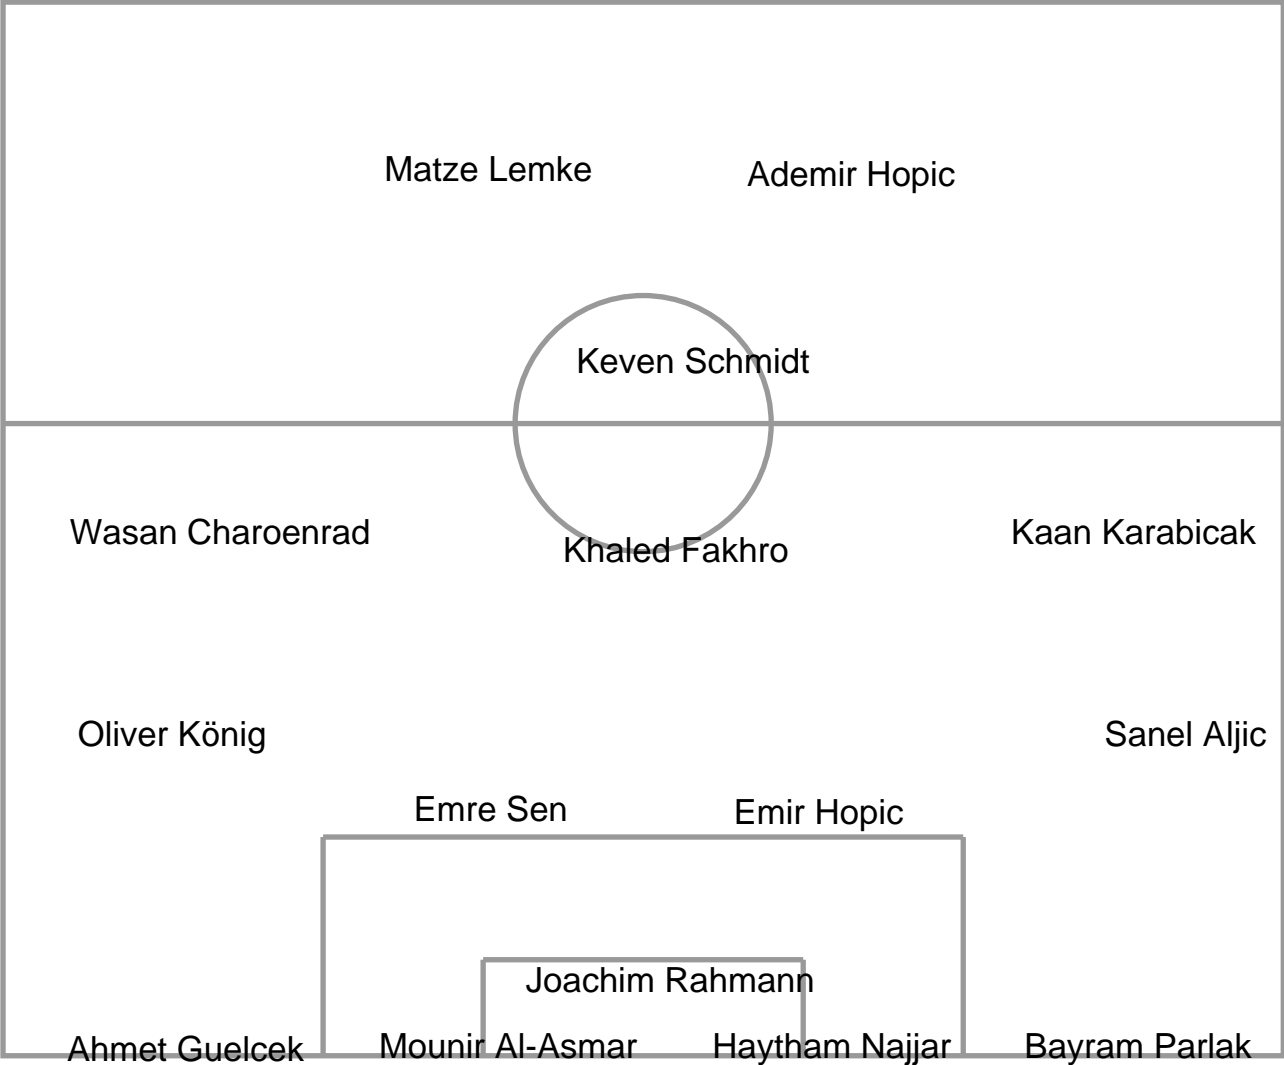 Matze Lemke
Ademir Hopic
Keven Schmidt
Wasan Charoenrad
Khaled Fakhro
Kaan Karabicak
Oliver König
Sanel Aljic
Emre Sen
Emir Hopic
Joachim Rahmann
Ahmet Guelcek
Mounir Al-Asmar
Haytham Najjar
Bayram Parlak